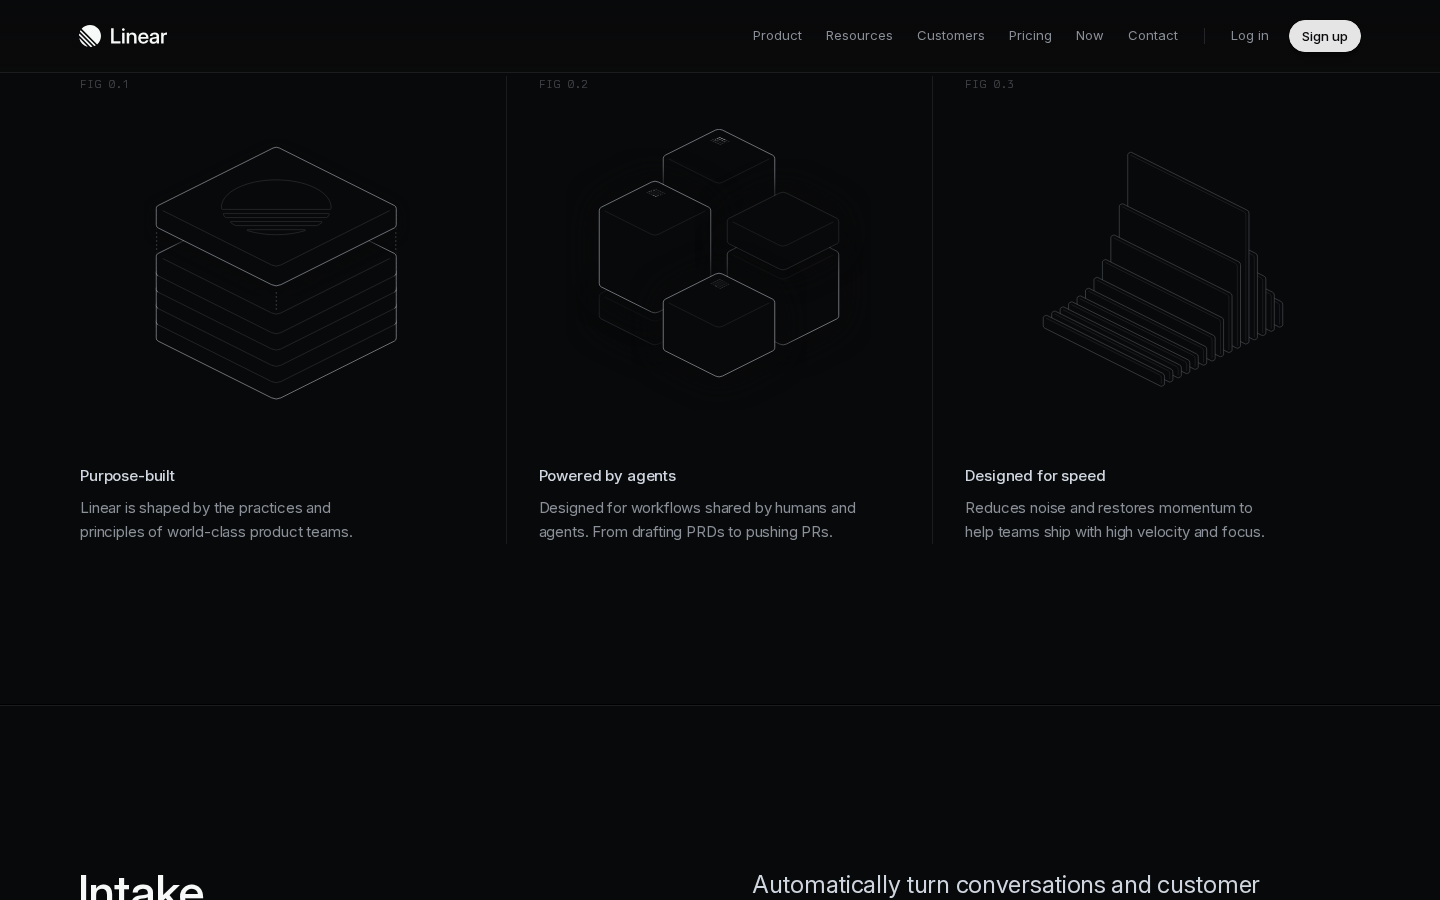 Linear
Product
Resources
Customers
Pricing
Now
Contact
Log in
Sign up
FIG 0.1
FIG 0.2
FIG 0.3
Purpose-built
Linear is shaped by the practices and
principles of world-class product teams.
Powered by agents
Designed for workflows shared by humans and
agents. From drafting PRDs to pushing PRs.
Designed for speed
Reduces noise and restores momentum to
help teams ship with high velocity and focus.
Intake
Automatically turn conversations and customer